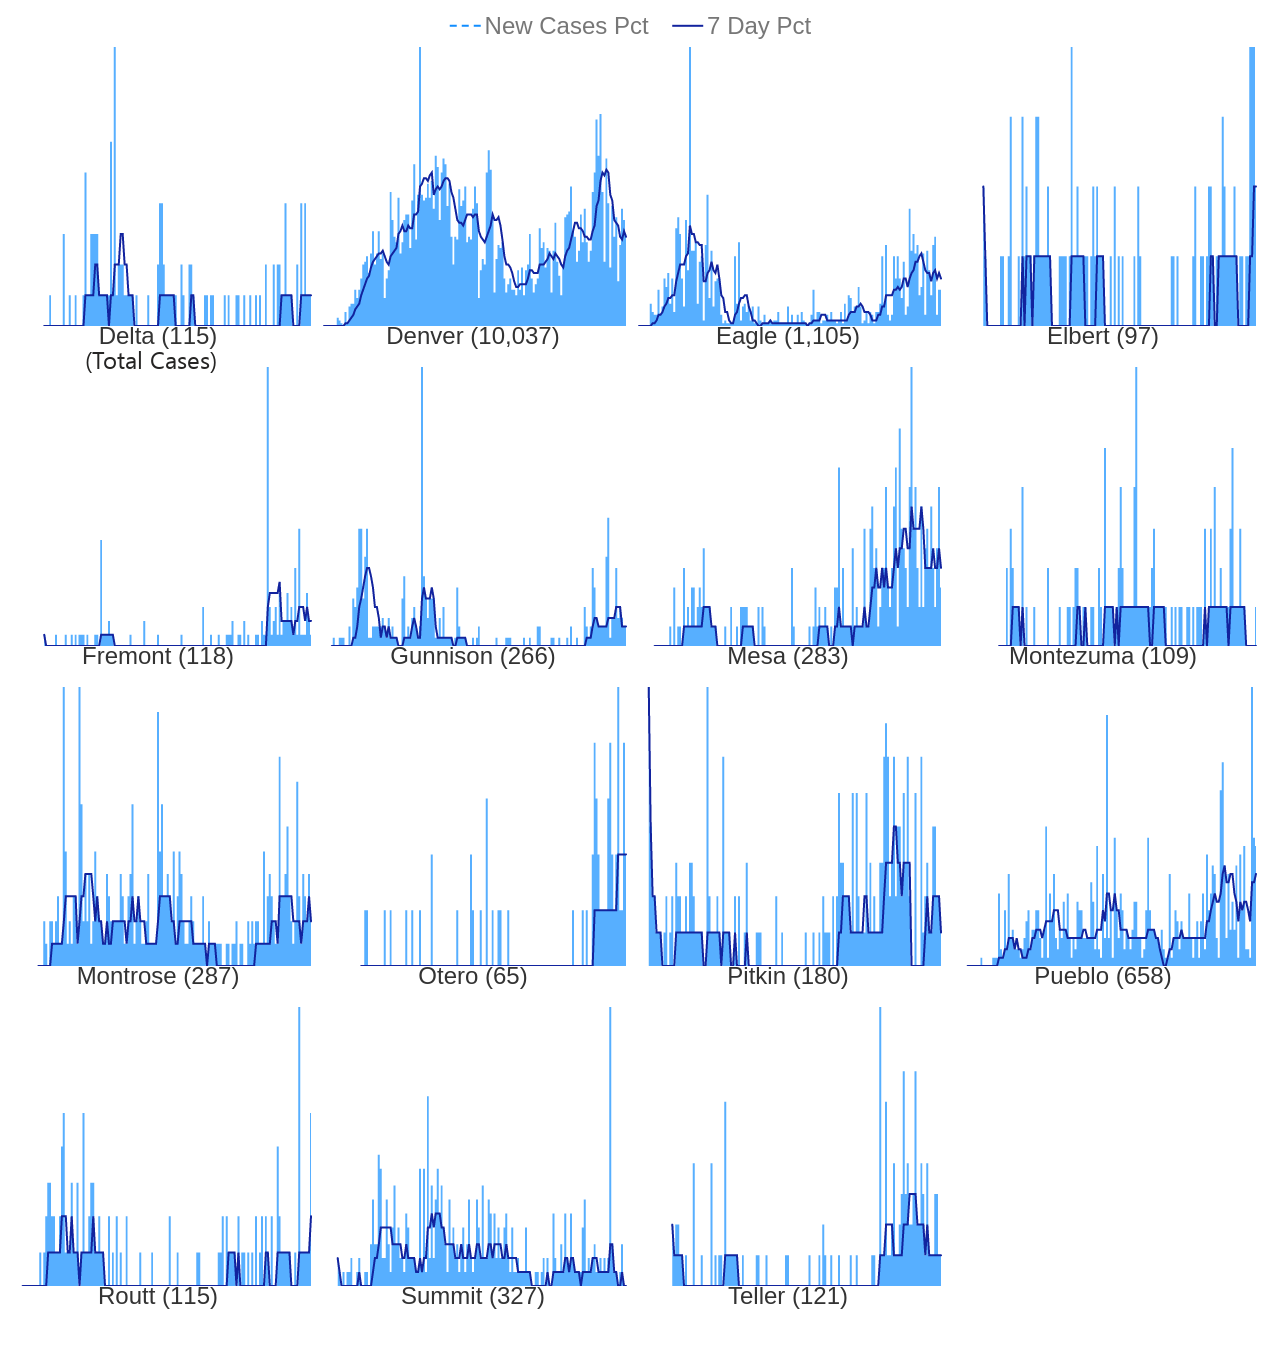 New Cases Pct 7 Day Pct
Delta (115) Denver (10,037) Eagle (1,105) Elbert (97)
(Total Cases)
Fremont (118) Gunnison (266) Mesa (283) Montezuma (109)
Montrose (287) Otero (65) Pitkin (180) Pueblo (658)
Routt (115) Summit (327) Teller (121)